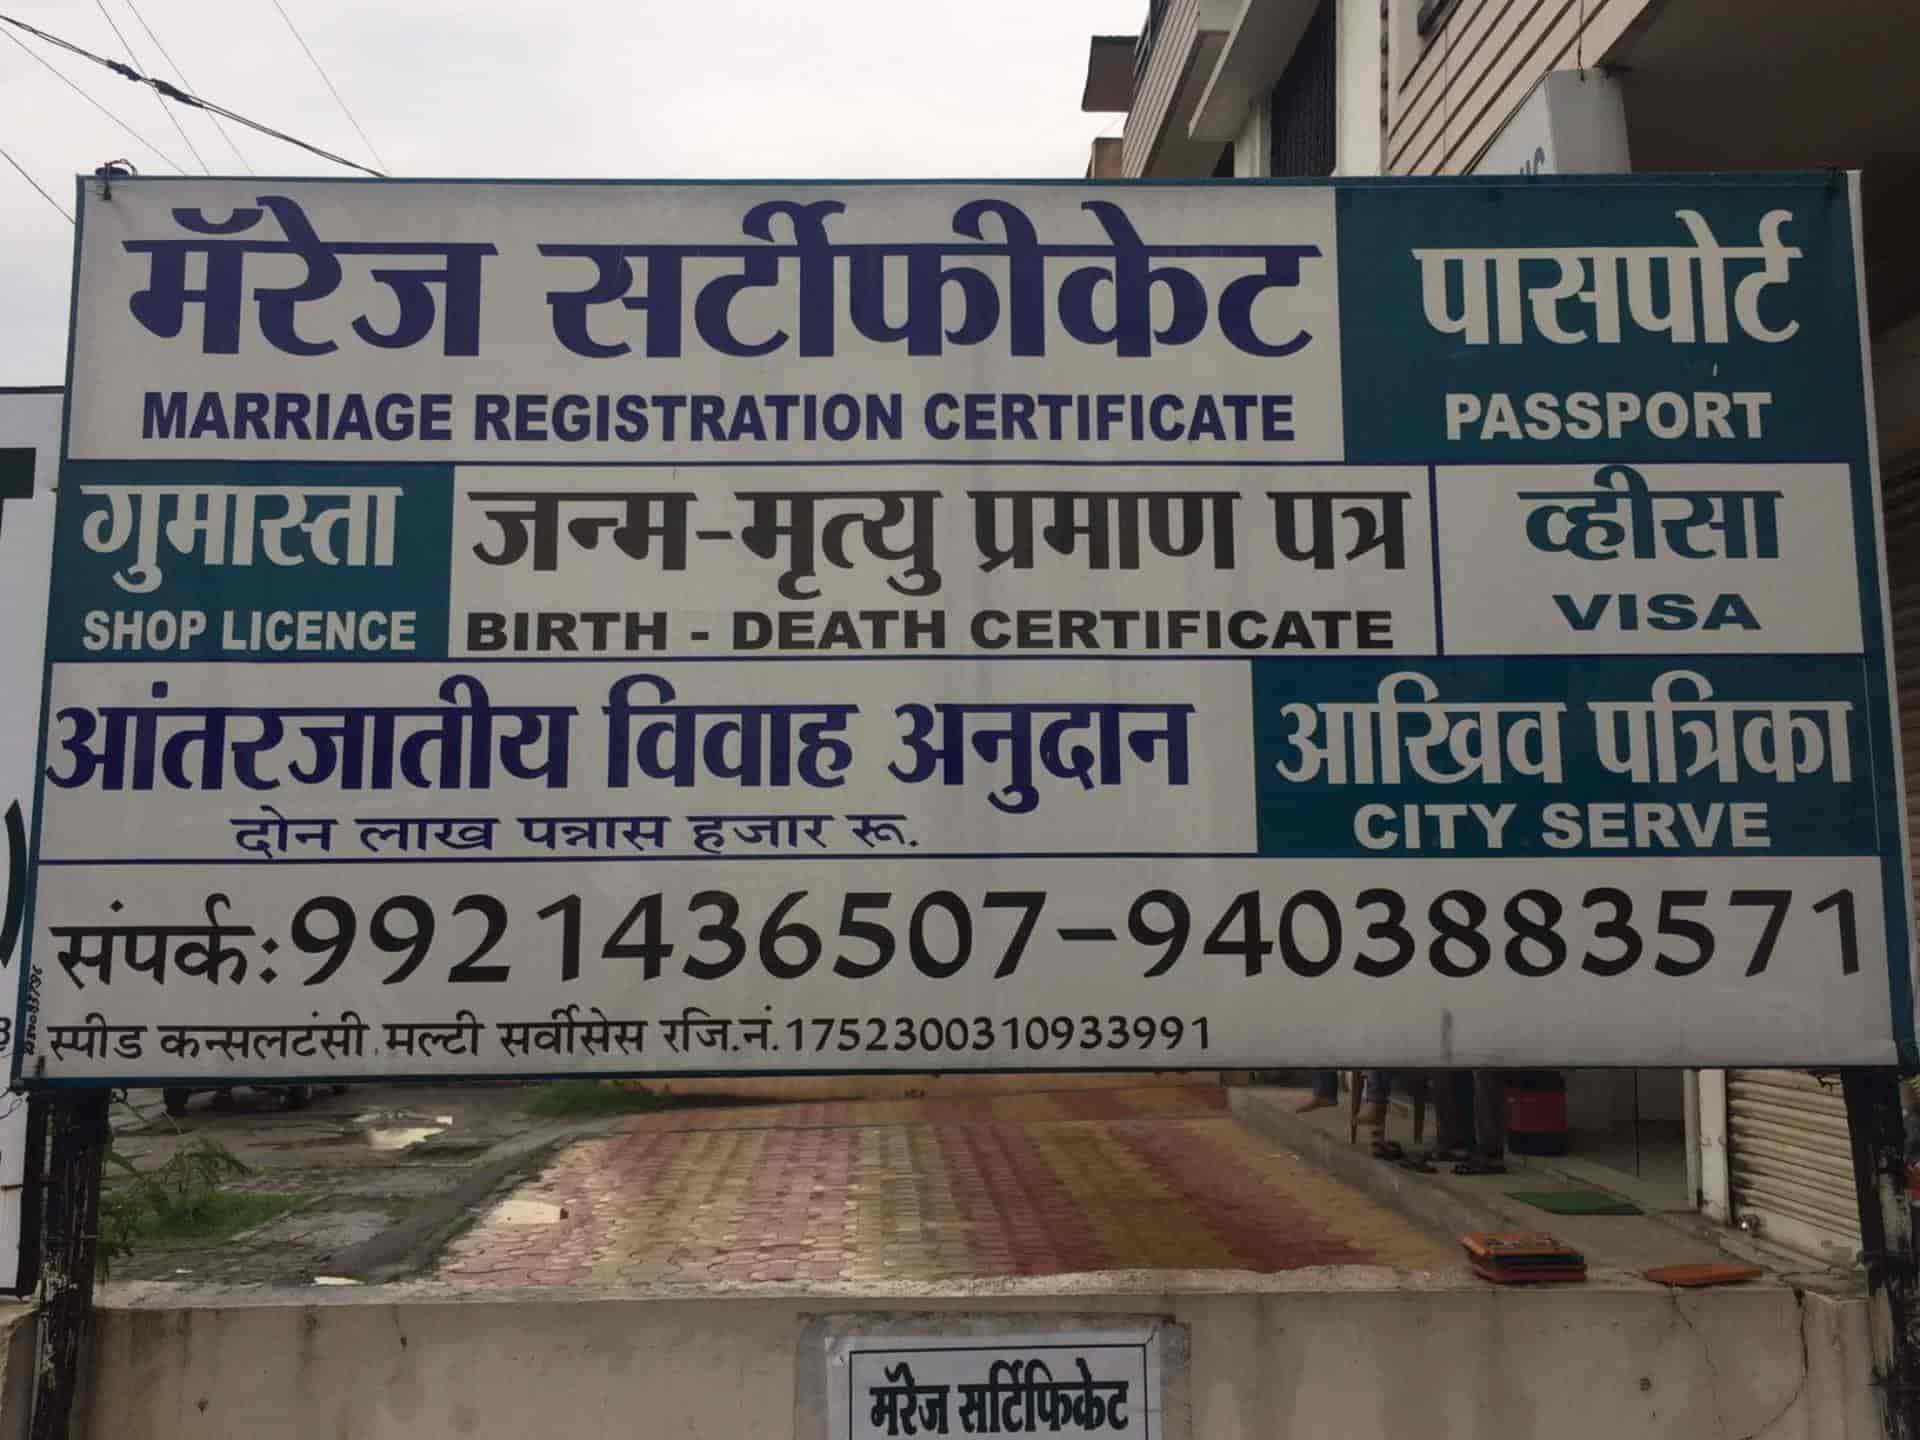 मॅरेज सर्टीफीकेट
MARRIAGE REGISTRATION CERTIFICATE
पासपोर्ट
PASSPORT
गुमास्ता
SHOP LICENCE
जन्म-मृत्यु प्रमाण पत्र
BIRTH - DEATH CERTIFICATE
व्हीसा
VISA
आंतरजातीय विवाह अनुदान
दोन लाख पन्नास हजार रू.
आखिव पत्रिका
CITY SERVE
संपर्क:9921436507-9403883571
स्पीड कन्सलटंसी मल्टी सर्वीसेस रजि.नं.1752300310933991
मॅरेज सर्टिफिकेट